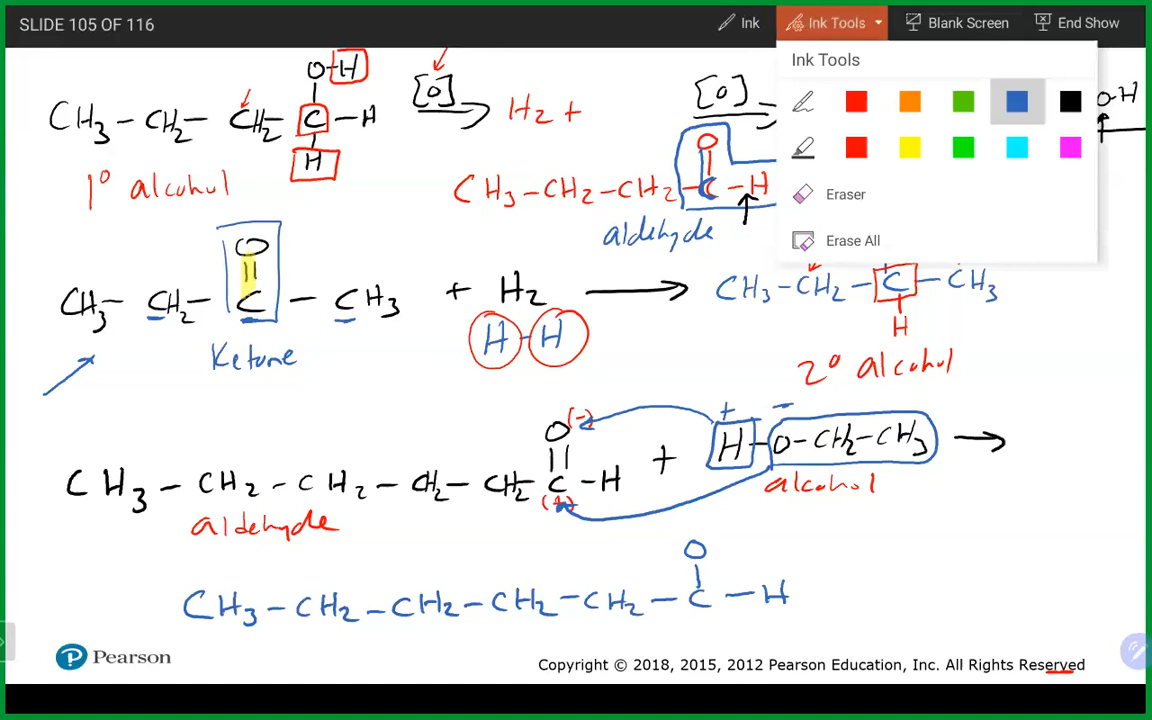 SLIDE 105 OF 116
Ink
Ink Tools
Blank Screen
End Show
Ink Tools
Eraser
Erase All
O-H
CH3 - CH2 - CH2 - C - H
H
[O]
H2 +
[O]
O-H
1° alcohol
O
CH3-CH2-CH2-C-H
aldehyde
O
CH3 - CH2 - C - CH3 + H2
CH3-CH2-C-CH3
H
H-H
Ketone
2° alcohol
O (-)
+ -
CH3 - CH2 - CH2 - CH2 - CH2 - C - H + H-O-CH2-CH3
(+)
alcohol
aldehyde
O
CH3-CH2-CH2-CH2-CH2-C-H
P Pearson
Copyright © 2018, 2015, 2012 Pearson Education, Inc. All Rights Reserved